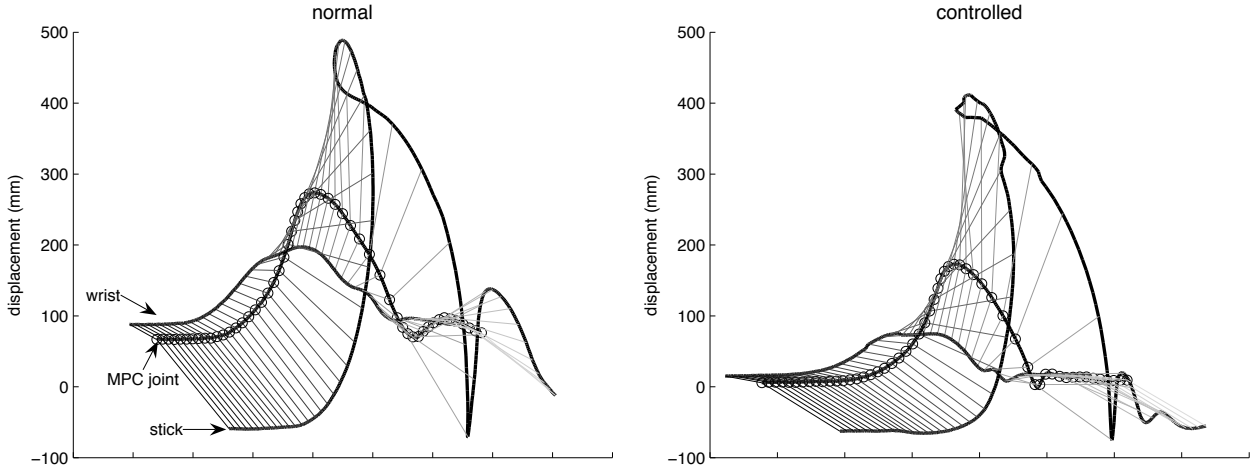 normal
500
400
300
200
100
0
−100
displacement (mm)
wrist
MPC joint
stick
controlled
500
400
300
200
100
0
−100
displacement (mm)